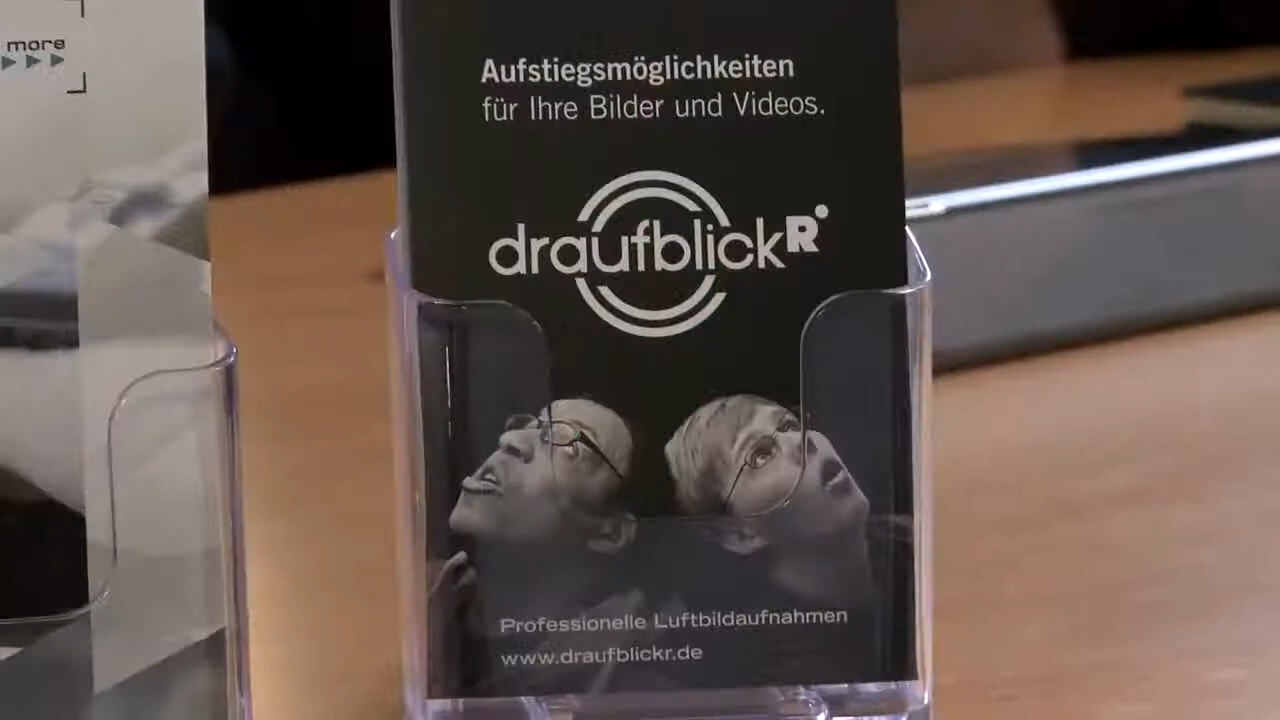 more
Aufstiegsmöglichkeiten
für Ihre Bilder und Videos.
draufblickR
Professionelle Luftbildaufnahmen
www.draufblickr.de